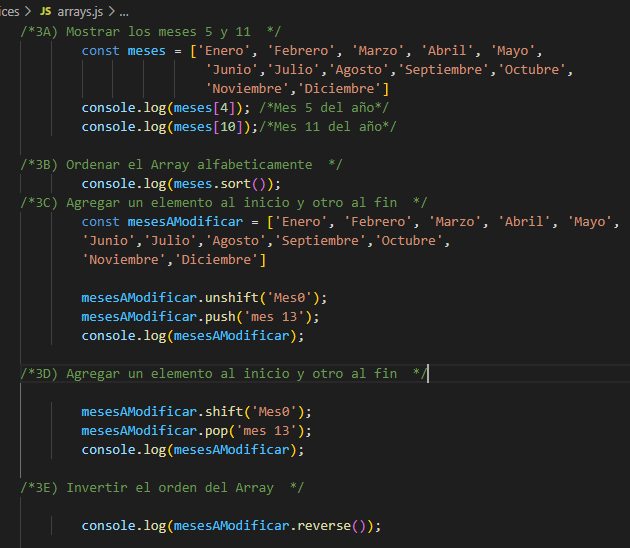 ices > JS arrays.js > ...
/*3A) Mostrar los meses 5 y 11  */
const meses = ['Enero', 'Febrero', 'Marzo', 'Abril', 'Mayo',
'Junio','Julio','Agosto','Septiembre','Octubre',
'Noviembre','Diciembre']
console.log(meses[4]); /*Mes 5 del año*/
console.log(meses[10]);/*Mes 11 del año*/
/*3B) Ordenar el Array alfabeticamente  */
console.log(meses.sort());
/*3C) Agregar un elemento al inicio y otro al fin  */
const mesesAModificar = ['Enero', 'Febrero', 'Marzo', 'Abril', 'Mayo',
'Junio','Julio','Agosto','Septiembre','Octubre',
'Noviembre','Diciembre']
mesesAModificar.unshift('Mes0');
mesesAModificar.push('mes 13');
console.log(mesesAModificar);
/*3D) Agregar un elemento al inicio y otro al fin  */
mesesAModificar.shift('Mes0');
mesesAModificar.pop('mes 13');
console.log(mesesAModificar);
/*3E) Invertir el orden del Array  */
console.log(mesesAModificar.reverse());